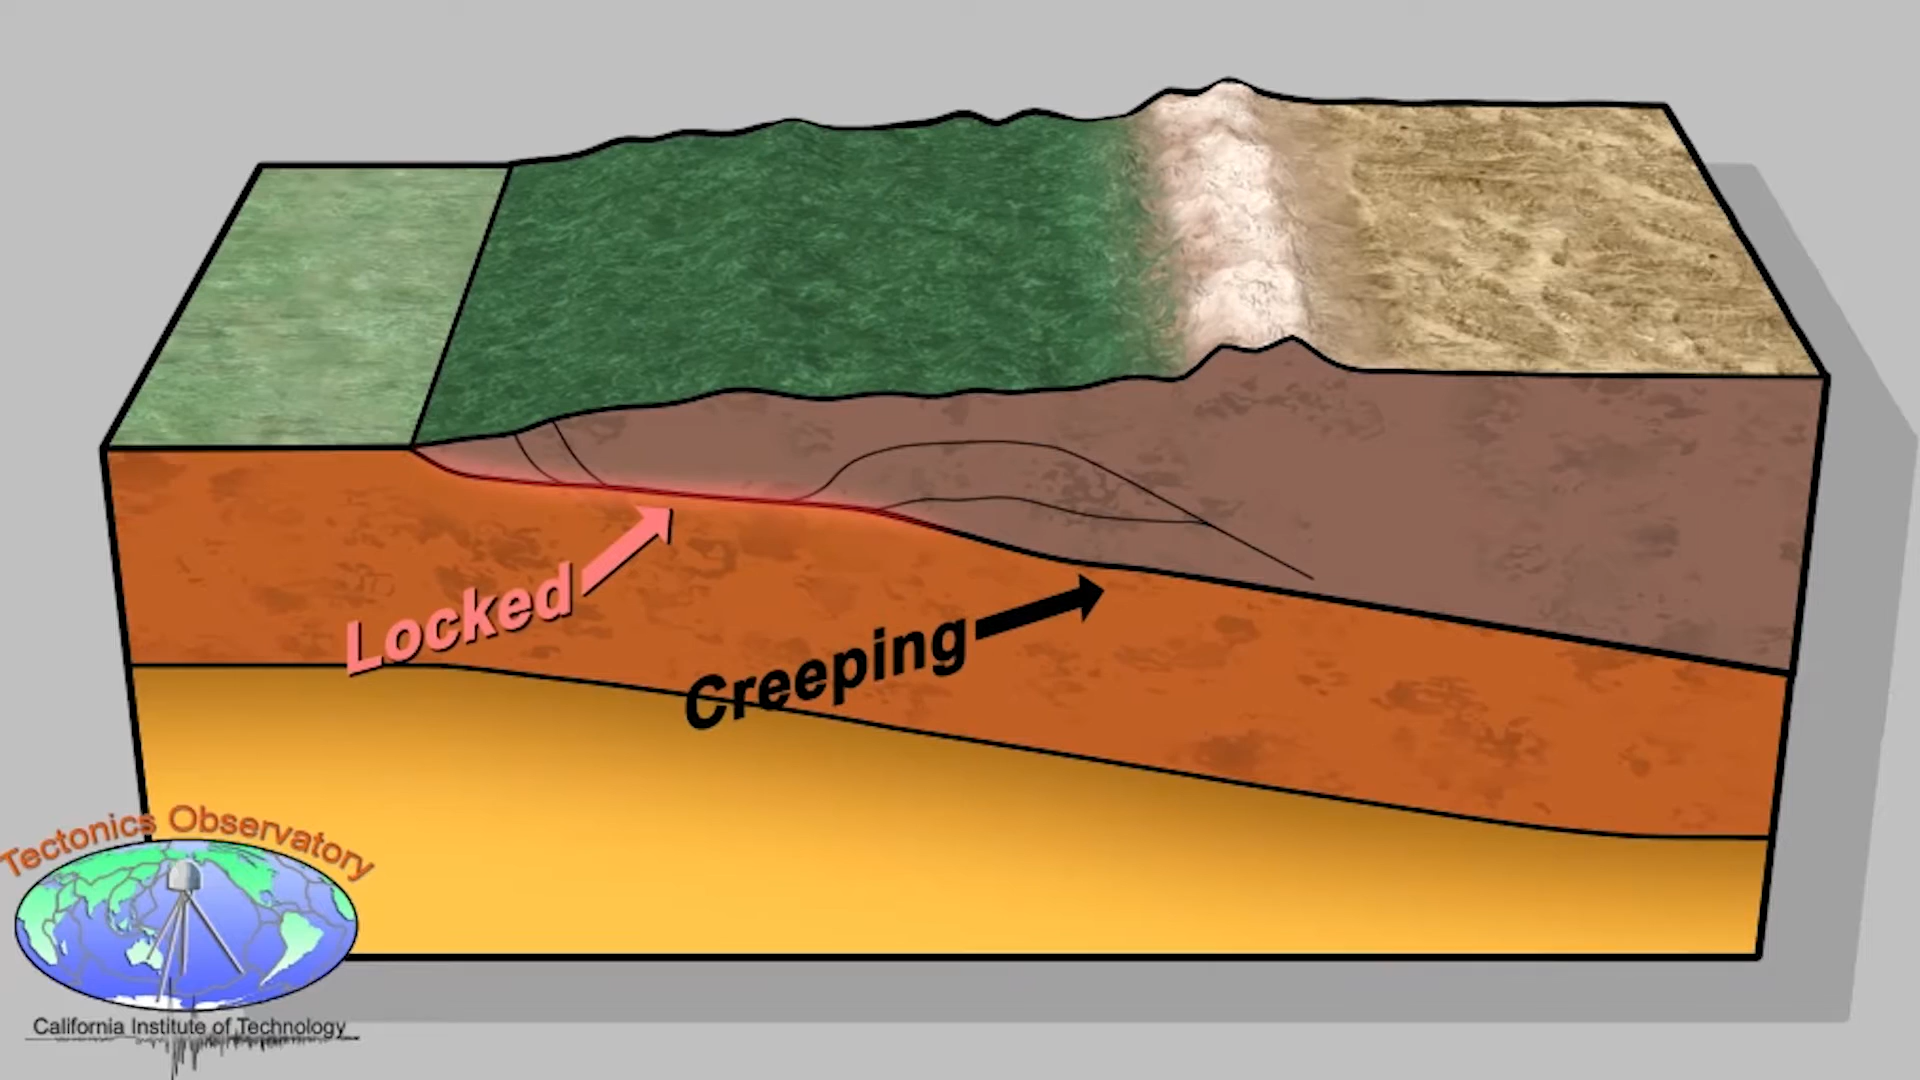 Locked
Creeping
Tectonics Observatory
California Institute of Technology